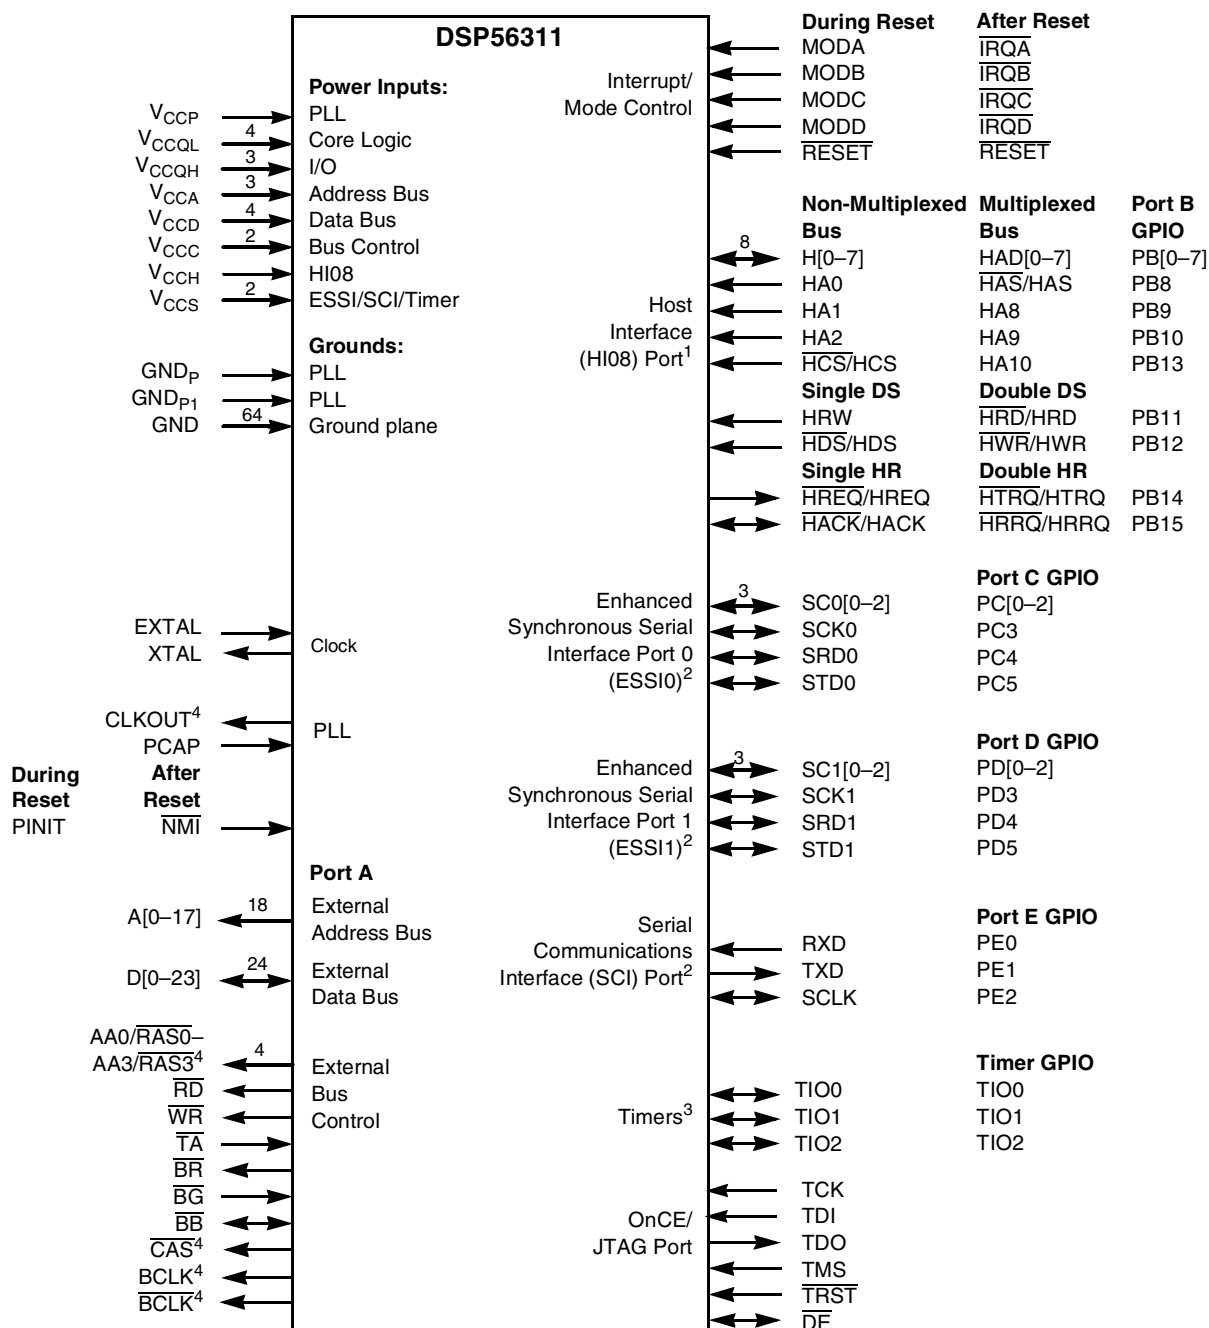 DSP56311
During Reset After Reset
MODA IRQA
MODB IRQB
MODC IRQC
MODD IRQD
RESET RESET
Interrupt/
Mode Control
Power Inputs:
VCCP PLL
VCCQL 4 Core Logic
VCCQH 3 I/O
VCCA 3 Address Bus
VCCD 4 Data Bus
VCCC 2 Bus Control
VCCH HI08
VCCS 2 ESSI/SCI/Timer
Grounds:
GNDP PLL
GNDP1 PLL
GND 64 Ground plane
Non-Multiplexed Multiplexed Port B
Bus Bus GPIO
8 H[0–7] HAD[0–7] PB[0–7]
HA0 HAS/HAS PB8
HA1 HA8 PB9
HA2 HA9 PB10
HCS/HCS HA10 PB13
Single DS Double DS
HRW HRD/HRD PB11
HDS/HDS HWR/HWR PB12
Single HR Double HR
HREQ/HREQ HTRQ/HTRQ PB14
HACK/HACK HRRQ/HRRQ PB15
Host
Interface
(HI08) Port1
EXTAL
XTAL
Clock
CLKOUT4
PCAP
PLL
During After
Reset Reset
PINIT NMI
Port C GPIO
Enhanced 3 SC0[0–2] PC[0–2]
Synchronous Serial SCK0 PC3
Interface Port 0 SRD0 PC4
(ESSI0)2 STD0 PC5
Port D GPIO
Enhanced 3 SC1[0–2] PD[0–2]
Synchronous Serial SCK1 PD3
Interface Port 1 SRD1 PD4
(ESSI1)2 STD1 PD5
Port A
A[0–17] 18 External
Address Bus
D[0–23] 24 External
Data Bus
Port E GPIO
Serial
Communications RXD PE0
Interface (SCI) Port2 TXD PE1
SCLK PE2
AA0/RAS0–
AA3/RAS34 4 External
RD Bus
WR Control
TA
BR
BG
BB
CAS4
BCLK4
BCLK4
Timer GPIO
TIO0 TIO0
Timers3 TIO1 TIO1
TIO2 TIO2
TCK
OnCE/ TDI
JTAG Port TDO
TMS
TRST
DE